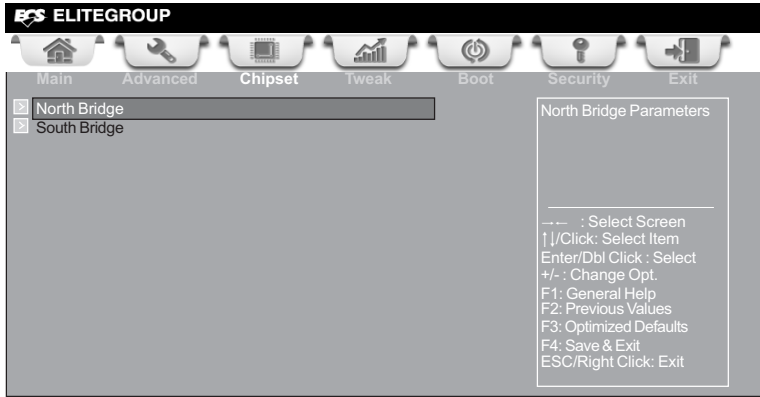 ECS ELITEGROUP
Main Advanced Chipset Tweak Boot Security Exit
> North Bridge
> South Bridge
North Bridge Parameters
→← : Select Screen
↑↓/Click: Select Item
Enter/Dbl Click : Select
+/- : Change Opt.
F1: General Help
F2: Previous Values
F3: Optimized Defaults
F4: Save & Exit
ESC/Right Click: Exit